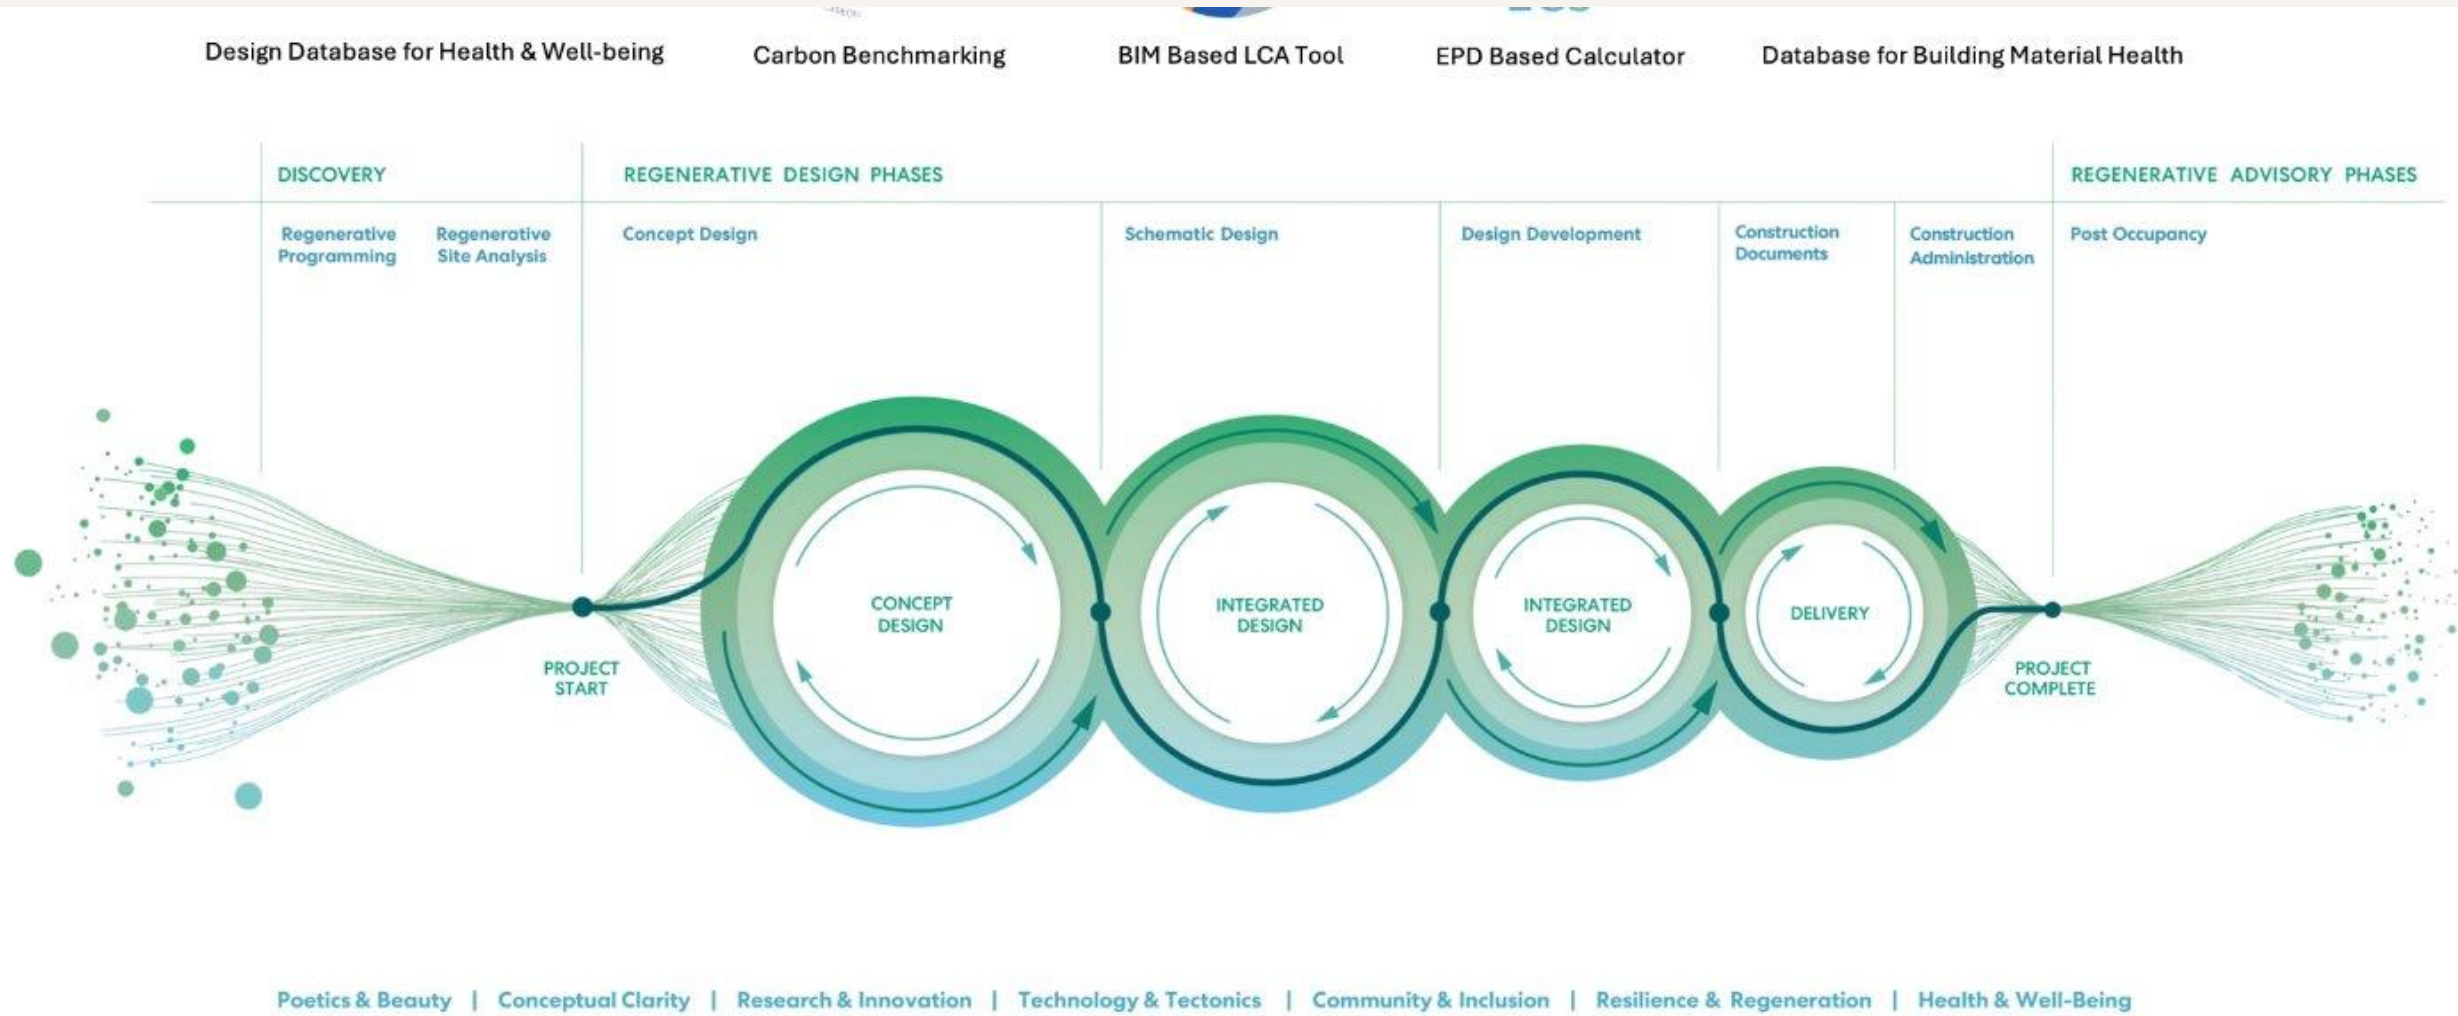 Design Database for Health & Well-being
Carbon Benchmarking
BIM Based LCA Tool
EPD Based Calculator
Database for Building Material Health
DISCOVERY
REGENERATIVE DESIGN PHASES
REGENERATIVE ADVISORY PHASES
Regenerative
Programming
Regenerative
Site Analysis
Concept Design
Schematic Design
Design Development
Construction
Documents
Construction
Administration
Post Occupancy
PROJECT
START
CONCEPT
DESIGN
INTEGRATED
DESIGN
INTEGRATED
DESIGN
DELIVERY
PROJECT
COMPLETE
Poetics & Beauty | Conceptual Clarity | Research & Innovation | Technology & Tectonics | Community & Inclusion | Resilience & Regeneration | Health & Well-Being